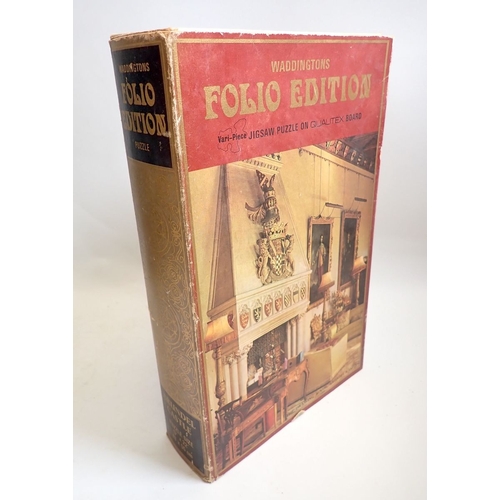 WADDINGTONS
FOLIO EDITION
Vari-Piece JIGSAW PUZZLE ON QUALITEX BOARD
WADDINGTONS
FOLIO
EDITION
PUZZLE